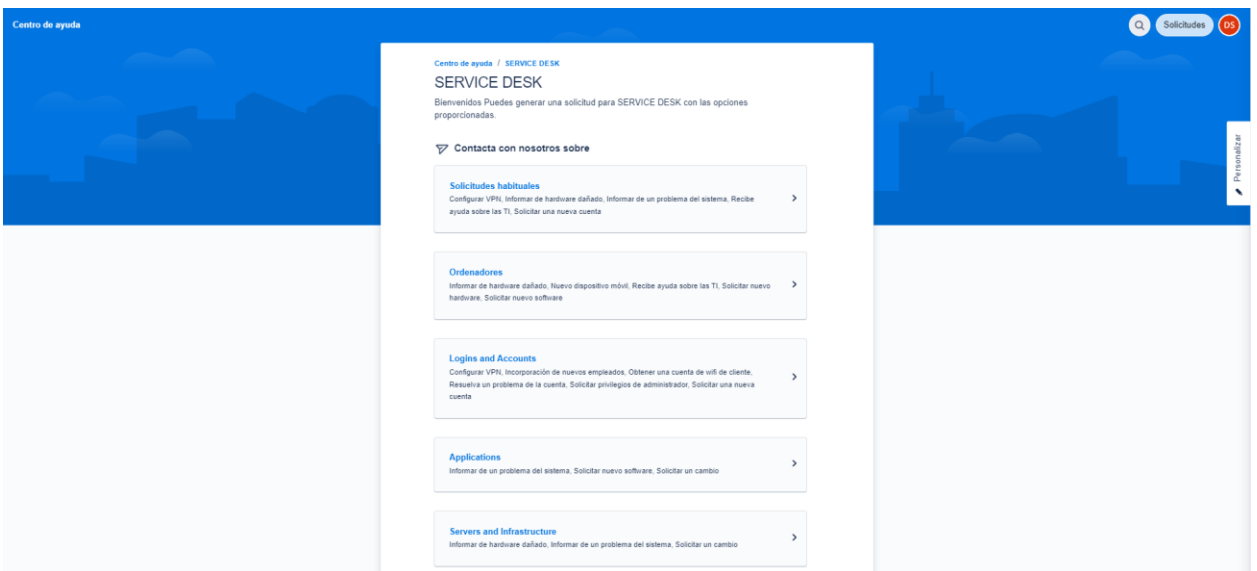 Centro de ayuda
Solicitudes
DS
Centro de ayuda / SERVICE DESK
SERVICE DESK
Bienvenidos Puedes generar una solicitud para SERVICE DESK con las opciones
proporcionadas.
Contacta con nosotros sobre
Personalizar
Solicitudes habituales
Configurar VPN, Informar de hardware dañado, Informar de un problema del sistema, Recibe
ayuda sobre las TI, Solicitar una nueva cuenta
Ordenadores
Informar de hardware dañado, Nuevo dispositivo móvil, Recibe ayuda sobre las TI, Solicitar nuevo
hardware, Solicitar nuevo software
Logins and Accounts
Configurar VPN, Incorporación de nuevos empleados, Obtener una cuenta de wifi de cliente,
Resuelva un problema de la cuenta, Solicitar privilegios de administrador, Solicitar una nueva
cuenta
Applications
Informar de un problema del sistema, Solicitar nuevo software, Solicitar un cambio
Servers and Infrastructure
Informar de hardware dañado, Informar de un problema del sistema, Solicitar un cambio